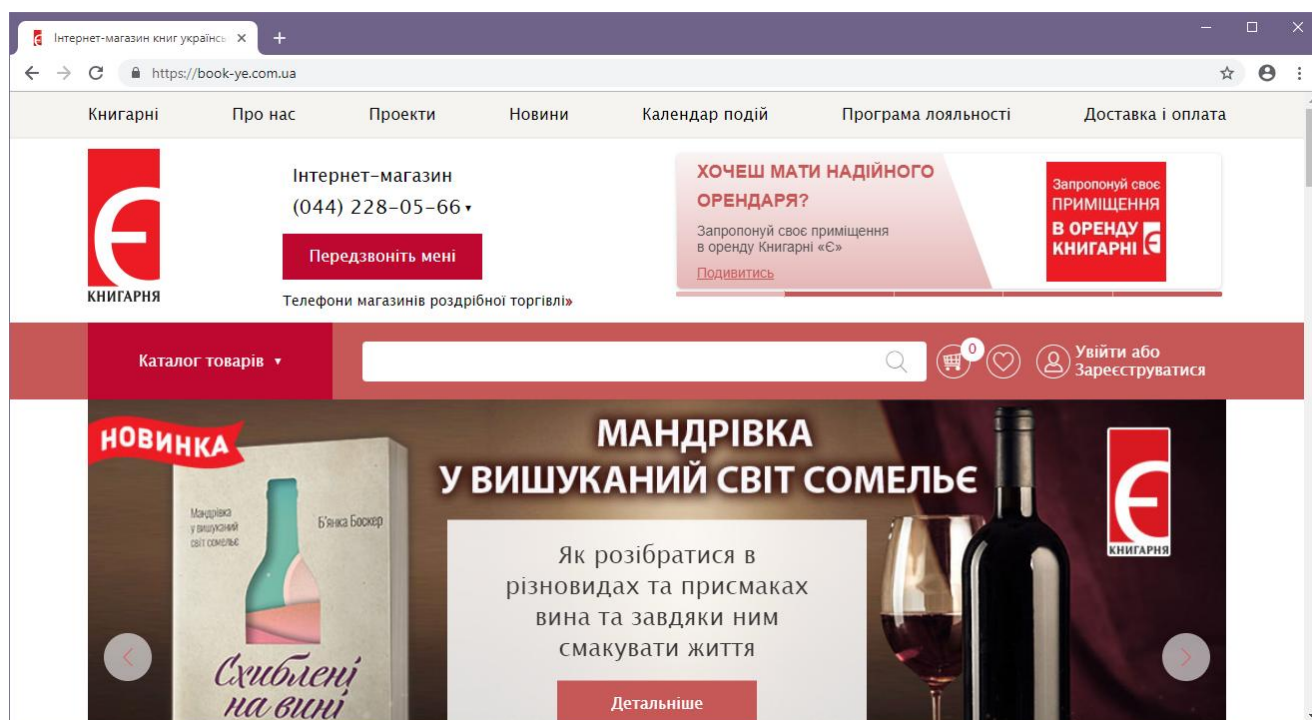 Інтернет-магазин книг українсь
https://book-ye.com.ua
Книгарні Про нас Проекти Новини Календар подій Програма лояльності Доставка і оплата
Є
КНИГАРНЯ
Інтернет-магазин
(044) 228-05-66
Передзвоніть мені
Телефони магазинів роздрібної торгівлі»
ХОЧЕШ МАТИ НАДІЙНОГО
ОРЕНДАРЯ?
Запропонуй своє приміщення
в оренду Книгарні «Є»
Подивитись
Запропонуй своє
ПРИМІЩЕННЯ
В ОРЕНДУ
КНИГАРНІ Є
Каталог товарів
0
Увійти або
Зареєструватися
НОВИНКА
МАНДРІВКА
У ВИШУКАНИЙ СВІТ СОМЕЛЬЄ
Мандрівка
у вишуканий
світ сомельє
Б'янка Боскер
Схиблені
на вині
Як розібратися в
різновидах та присмаках
вина та завдяки ним
смакувати життя
Детальніше
Є
КНИГАРНЯ